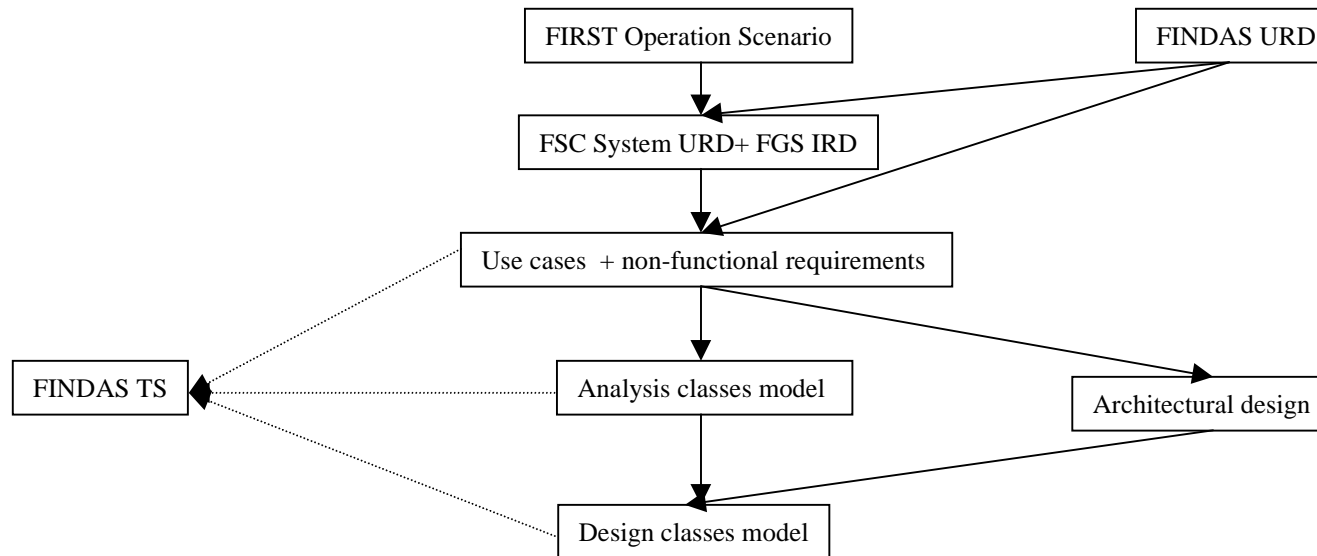 FIRST Operation Scenario
FINDAS URD
FSC System URD+ FGS IRD
Use cases + non-functional requirements
FINDAS TS
Analysis classes model
Architectural design
Design classes model